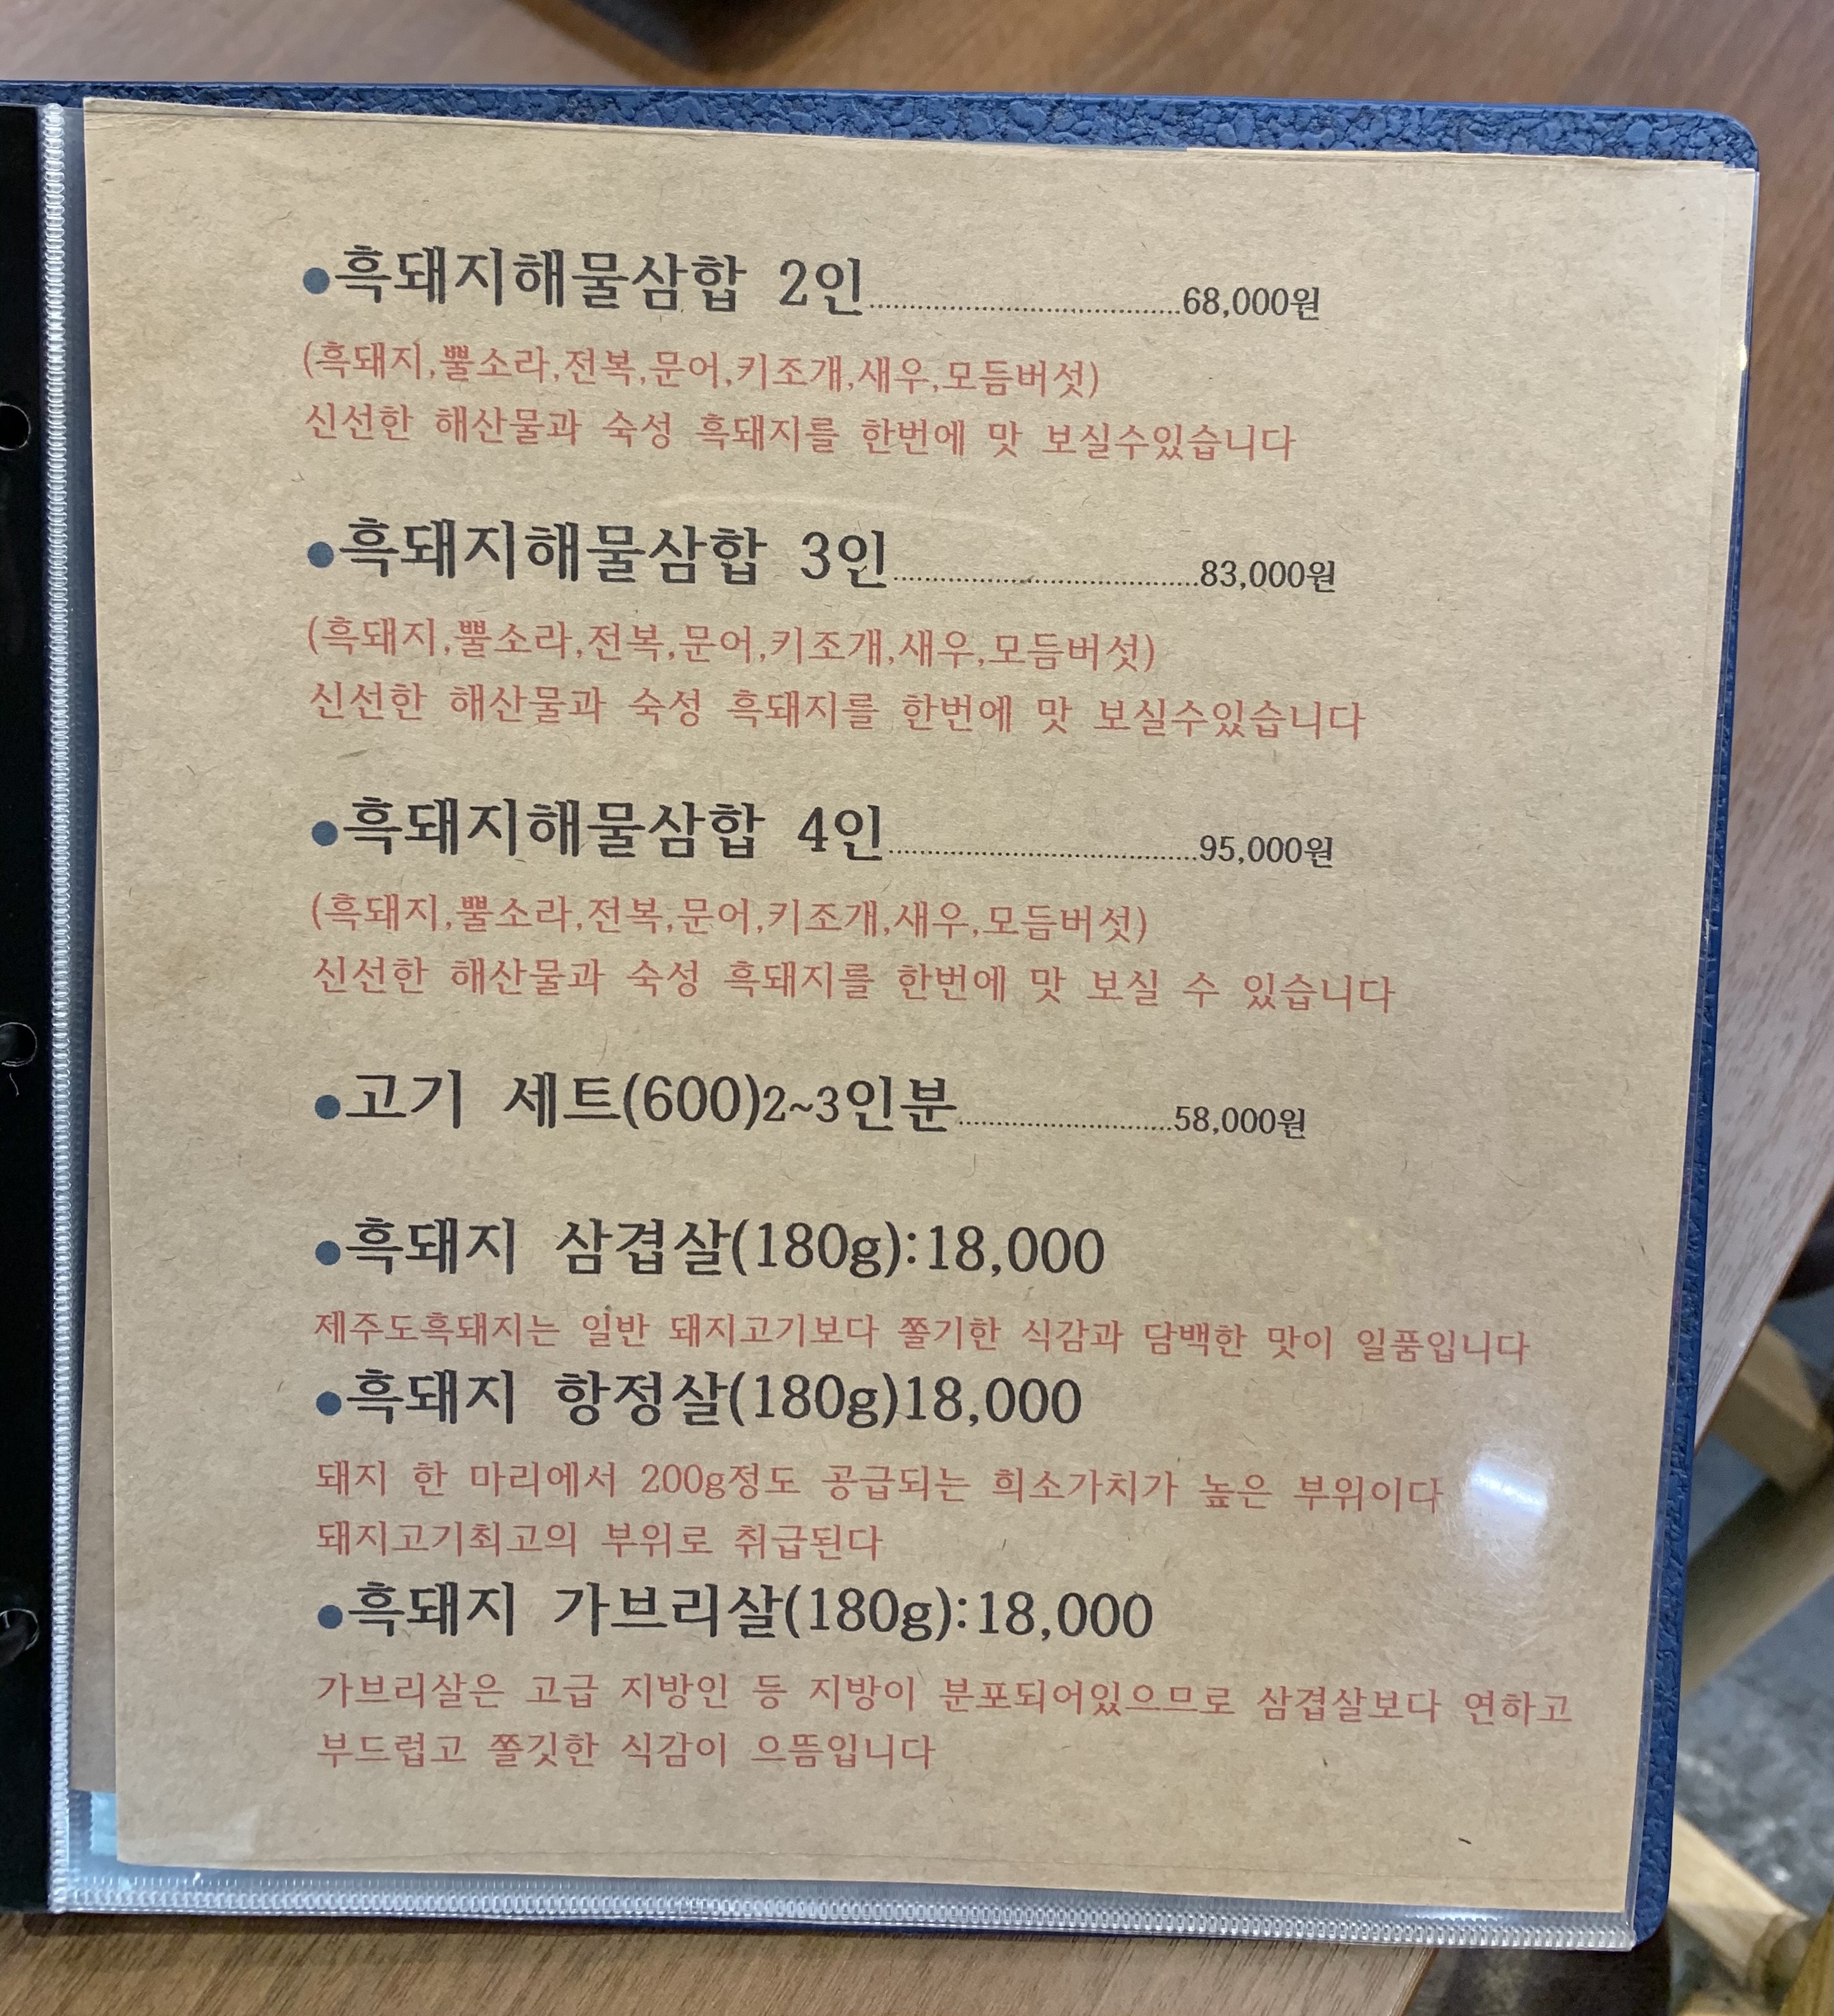 ●흑돼지해물삼합 2인........................................68,000원
(흑돼지,뿔소라,전복,문어,키조개,새우,모듬버섯)
신선한 해산물과 숙성 흑돼지를 한번에 맛 보실수있습니다
●흑돼지해물삼합 3인.......................................83,000원
(흑돼지,뿔소라,전복,문어,키조개,새우,모듬버섯)
신선한 해산물과 숙성 흑돼지를 한번에 맛 보실수있습니다
●흑돼지해물삼합 4인.......................................95,000원
(흑돼지,뿔소라,전복,문어,키조개,새우,모듬버섯)
신선한 해산물과 숙성 흑돼지를 한번에 맛 보실 수 있습니다
●고기 세트(600)2~3인분...........................58,000원
●흑돼지 삼겹살(180g):18,000
제주도흑돼지는 일반 돼지고기보다 쫄기한 식감과 담백한 맛이 일품입니다
●흑돼지 항정살(180g)18,000
돼지 한 마리에서 200g정도 공급되는 희소가치가 높은 부위이다
돼지고기최고의 부위로 취급된다
●흑돼지 가브리살(180g):18,000
가브리살은 고급 지방인 등 지방이 분포되어있으므로 삼겹살보다 연하고
부드럽고 쫄깃한 식감이 으뜸입니다